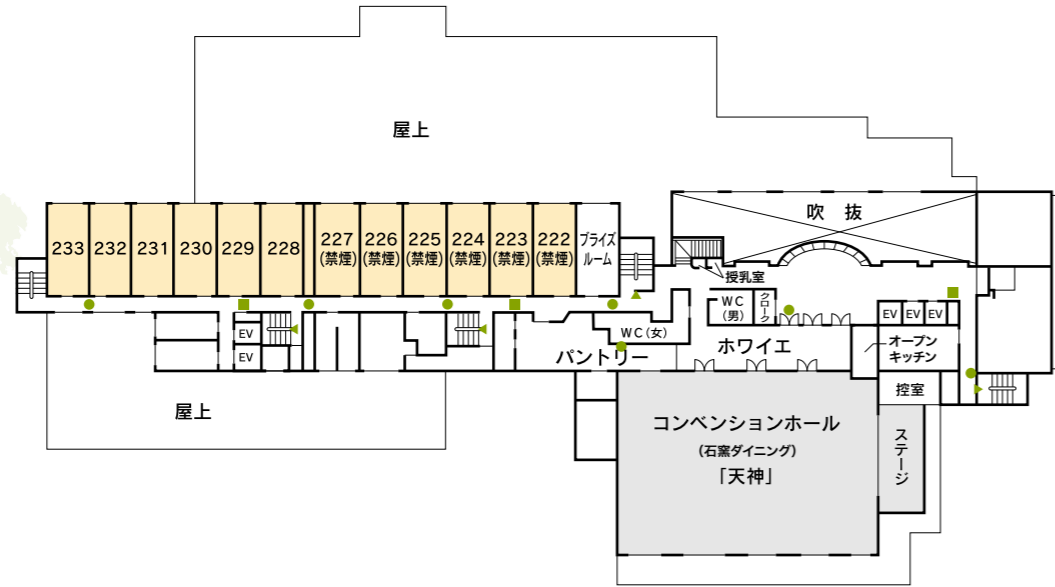 屋上
吹 抜
233
232
231
230
229
228
227
(禁煙)
226
(禁煙)
225
(禁煙)
224
(禁煙)
223
(禁煙)
222
(禁煙)
ブライズ
ルーム
授乳室
WC
(男)
クローク
EV
EV
EV
EV
EV
WC(女)
パントリー
ホワイエ
オープン
キッチン
控室
屋上
コンベンションホール
(石窯ダイニング)
「天神」
ステージ